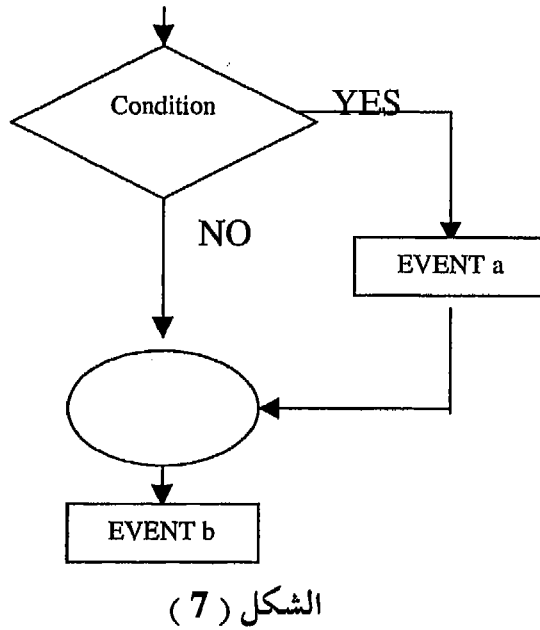 Condition
YES
NO
EVENT a
EVENT b
الشكل ( 7 )